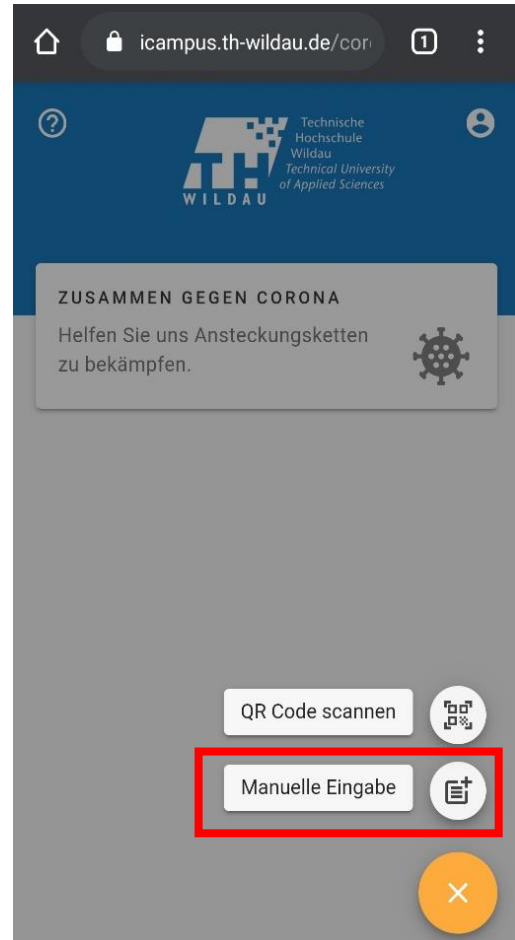 icampus.th-wildau.de/cor
1
Technische
Hochschule
Wildau
Technical University
of Applied Sciences
TH
WILDAU
ZUSAMMEN GEGEN CORONA
Helfen Sie uns Ansteckungsketten
zu bekämpfen.
QR Code scannen
Manuelle Eingabe